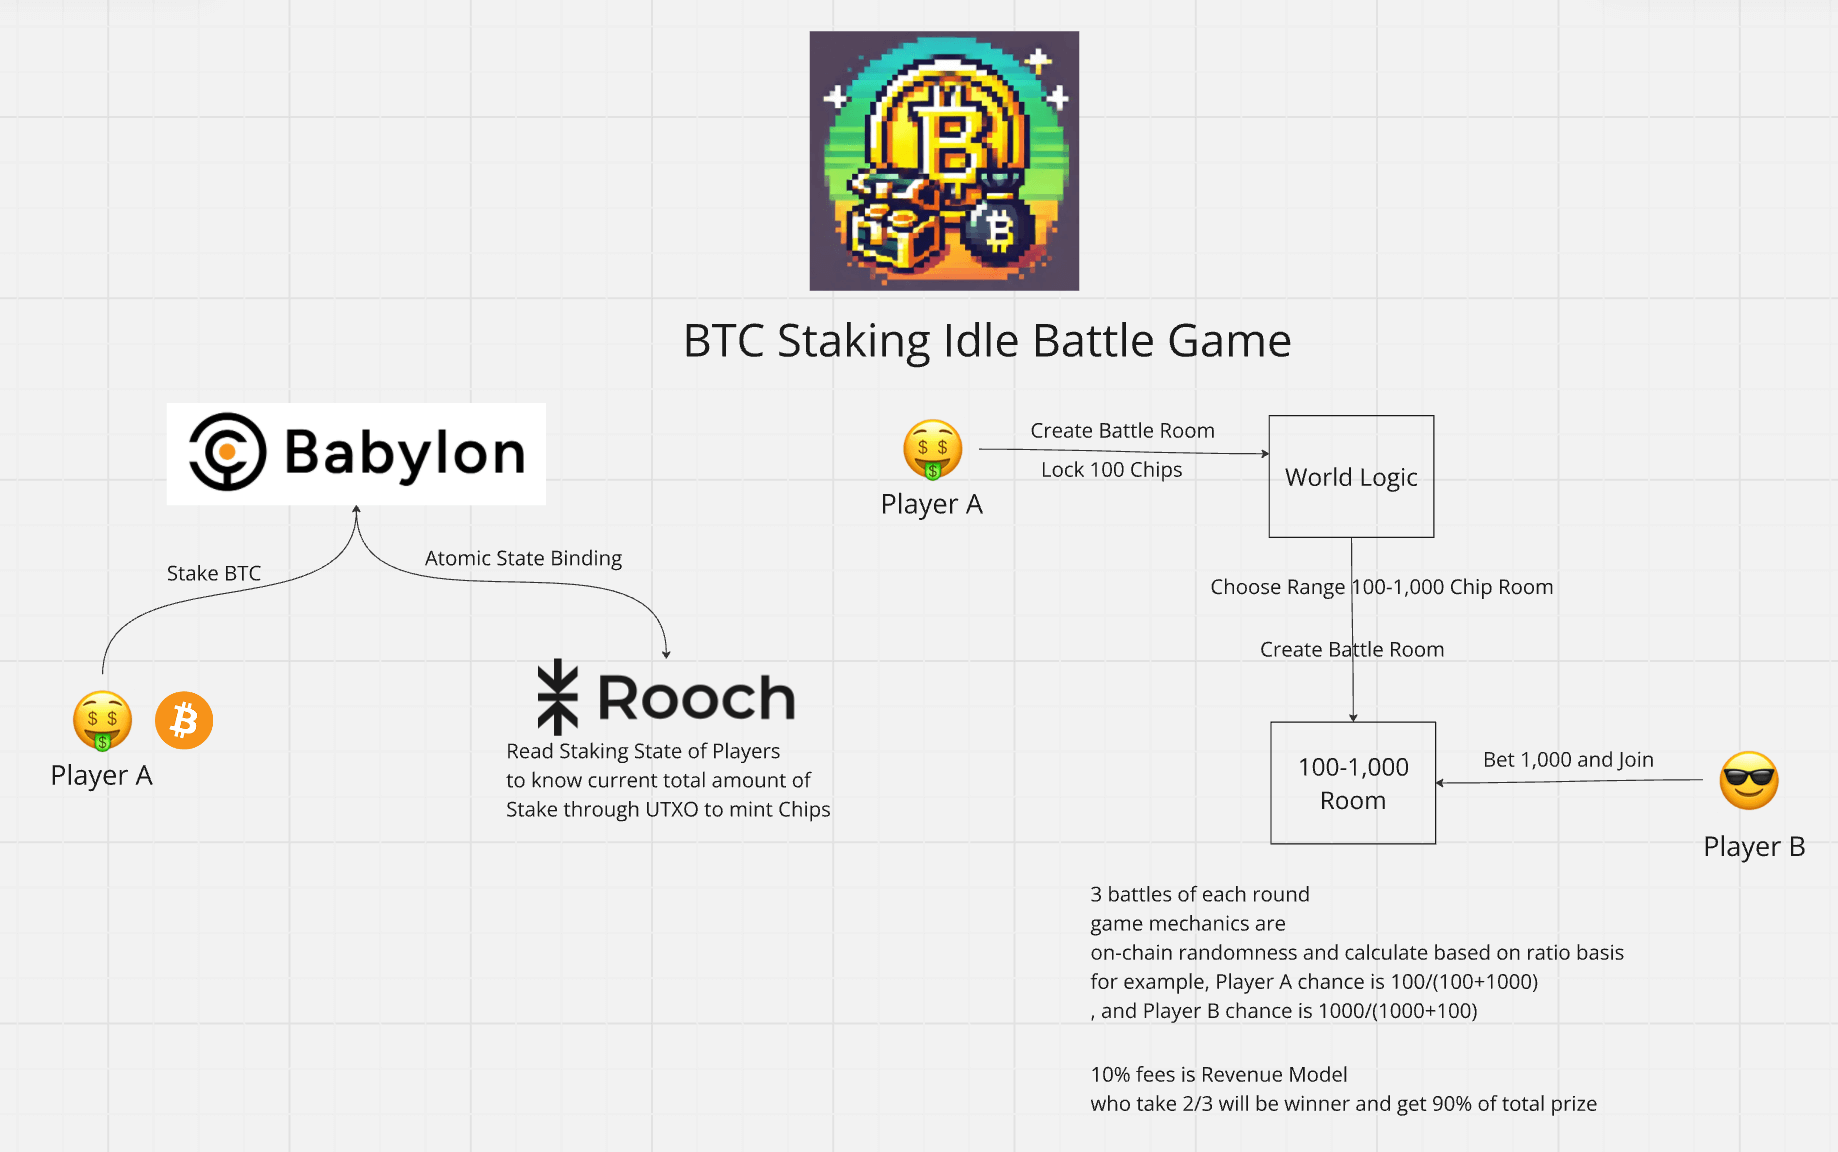 BTC Staking Idle Battle Game
Babylon
Stake BTC
Atomic State Binding
Player A
Rooch
Read Staking State of Players
to know current total amount of
Stake through UTXO to mint Chips
Player A
Create Battle Room
Lock 100 Chips
World Logic
Choose Range 100-1,000 Chip Room
Create Battle Room
100-1,000
Room
Bet 1,000 and Join
Player B
3 battles of each round
game mechanics are
on-chain randomness and calculate based on ratio basis
for example, Player A chance is 100/(100+1000)
, and Player B chance is 1000/(1000+100)
10% fees is Revenue Model
who take 2/3 will be winner and get 90% of total prize